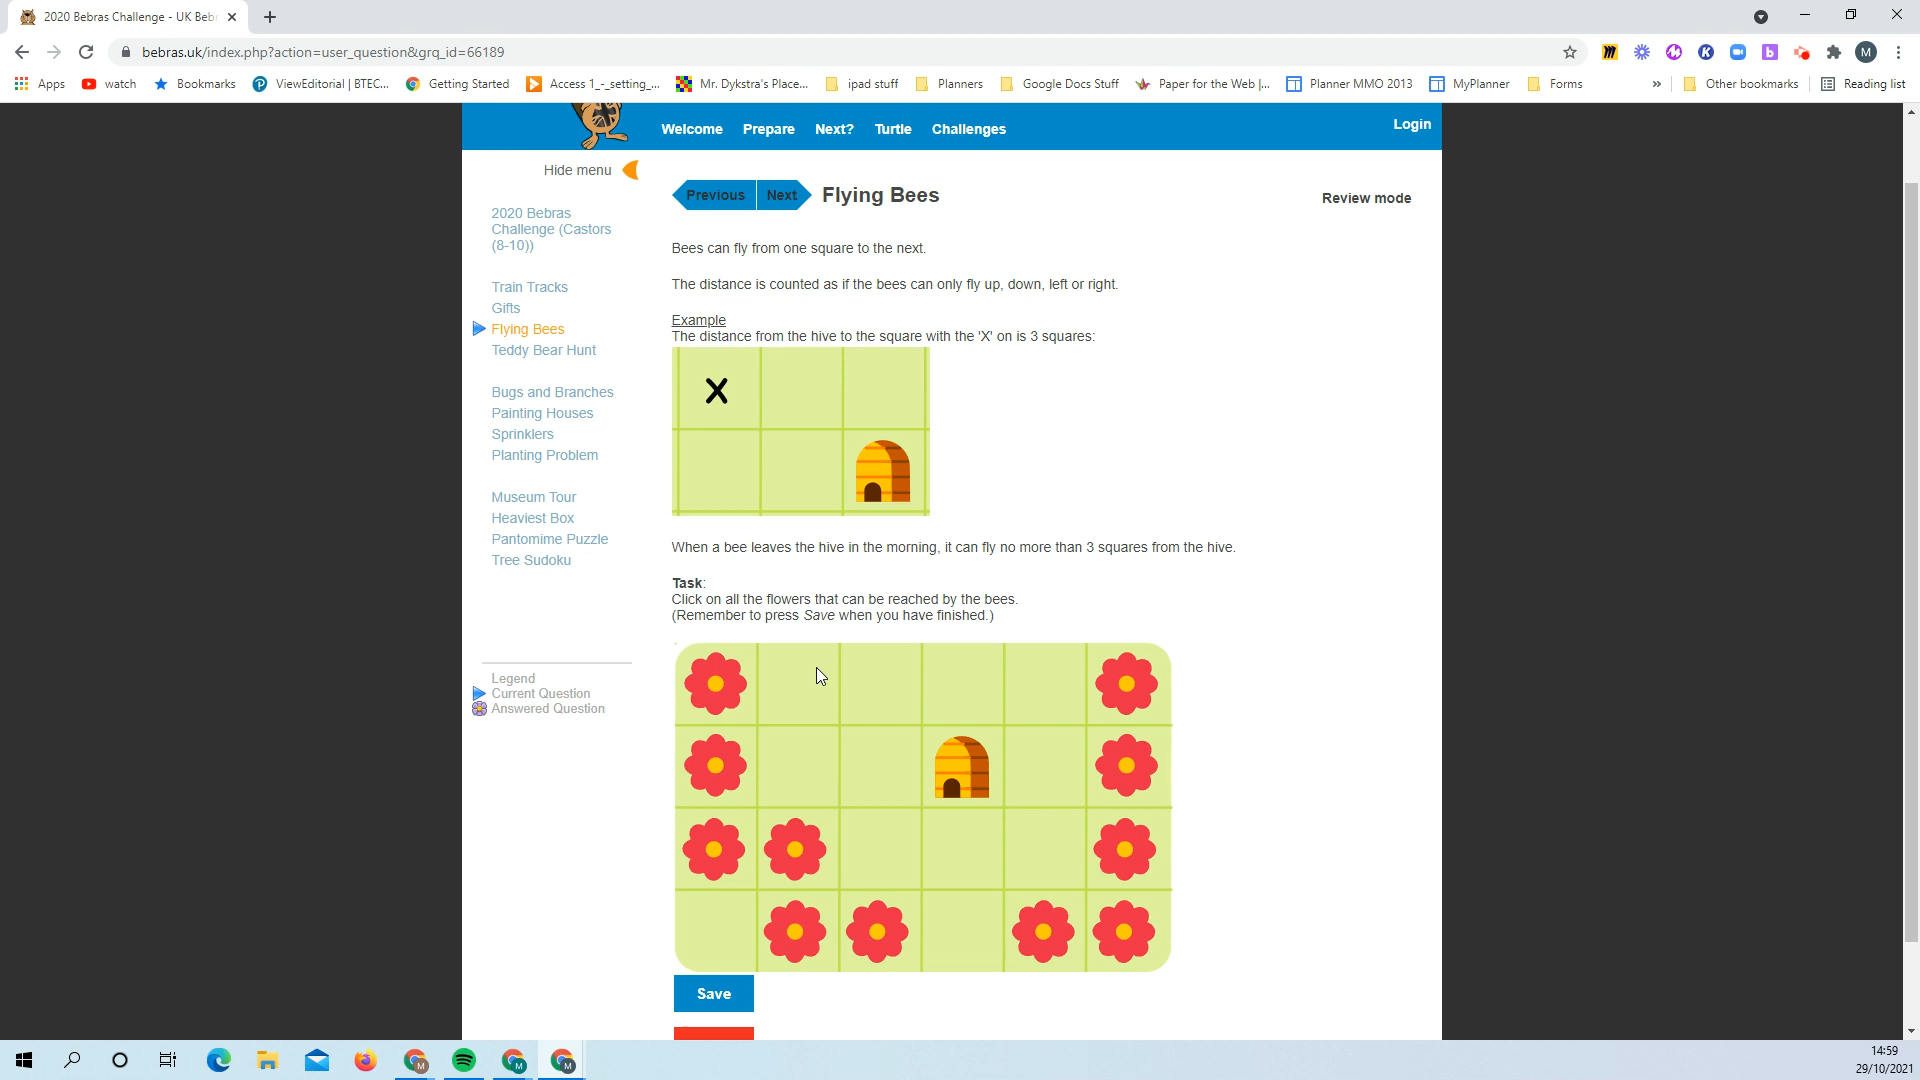 2020 Bebras Challenge - UK Beb
bebras.uk/index.php?action=user_question&grq_id=66189
Apps watch Bookmarks ViewEditorial | BTEC... Getting Started Access 1_-_setting_... Mr. Dykstra's Place... ipad stuff Planners Google Docs Stuff Paper for the Web |... Planner MMO 2013 MyPlanner Forms » Other bookmarks Reading list
Welcome Prepare Next? Turtle Challenges Login
Hide menu
Previous Next Flying Bees Review mode
2020 Bebras
Challenge (Castors
(8-10))
Train Tracks
Gifts
Flying Bees
Teddy Bear Hunt
Bugs and Branches
Painting Houses
Sprinklers
Planting Problem
Museum Tour
Heaviest Box
Pantomime Puzzle
Tree Sudoku
Legend
Current Question
Answered Question
Bees can fly from one square to the next.
The distance is counted as if the bees can only fly up, down, left or right.
Example
The distance from the hive to the square with the 'X' on is 3 squares:
X
When a bee leaves the hive in the morning, it can fly no more than 3 squares from the hive.
Task:
Click on all the flowers that can be reached by the bees.
(Remember to press Save when you have finished.)
Save
14:59
29/10/2021